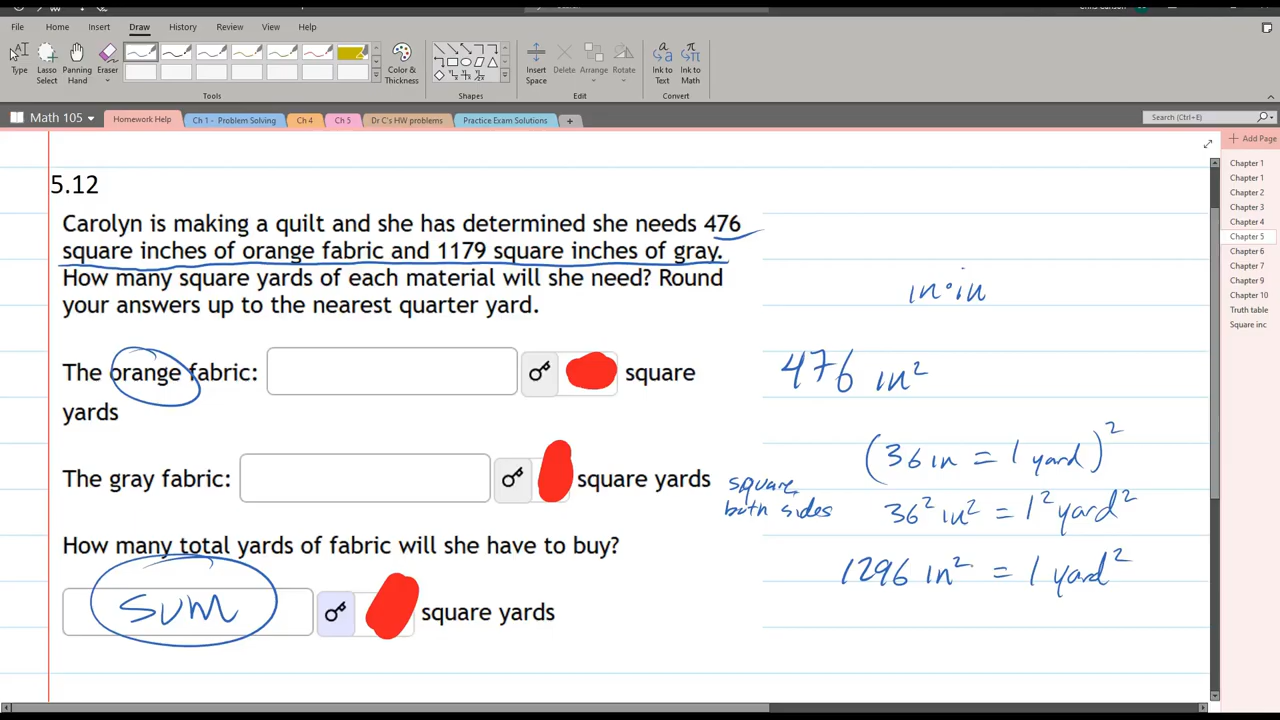 File Home Insert Draw History Review View Help
Type Lasso Select Panning Hand Eraser Color & Thickness Insert Space Delete Arrange Rotate Ink to Text Ink to Math
Tools Shapes Edit Convert
Math 105 Homework Help Ch 1 - Problem Solving Ch 4 Ch 5 Dr C's HW problems Practice Exam Solutions + Search (Ctrl+E)
Add Page
Chapter 1
Chapter 1
Chapter 2
Chapter 3
Chapter 4
Chapter 5
Chapter 6
Chapter 7
Chapter 9
Chapter 10
Truth table
Square inc
5.12
Carolyn is making a quilt and she has determined she needs 476
square inches of orange fabric and 1179 square inches of gray.
How many square yards of each material will she need? Round
your answers up to the nearest quarter yard.
The orange fabric: square
yards
The gray fabric: square yards
How many total yards of fabric will she have to buy?
SUM square yards
in·in
476 in²
(36 in = 1 yard)²
square
both sides
36² in² = 1² yard²
1296 in² = 1 yard²